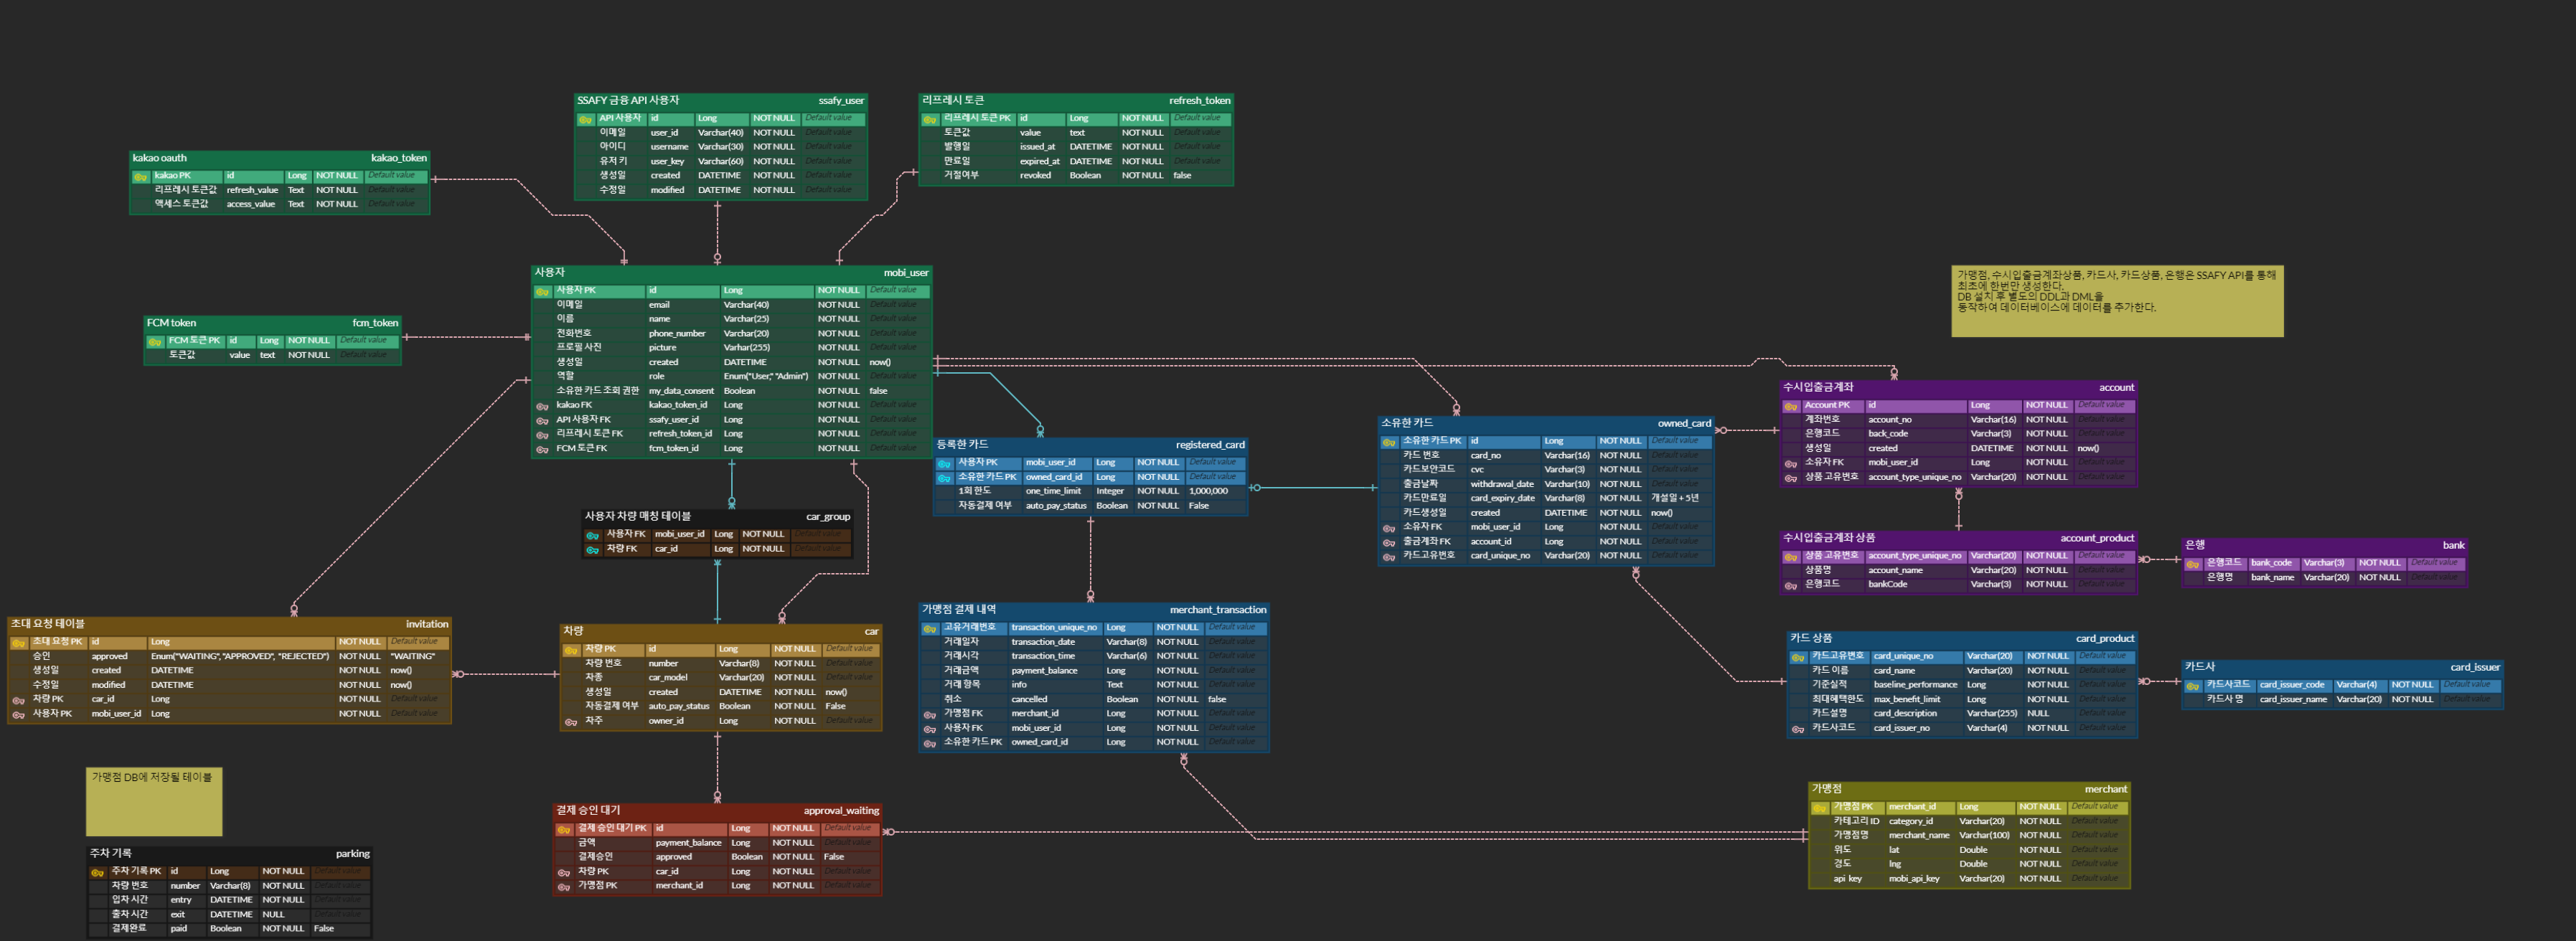 SSAFY 금융 API 사용자 ssafy_user
API 사용자 id Long NOT NULL Default value
이메일 user_id Varchar(40) NOT NULL Default value
아이디 username Varchar(30) NOT NULL Default value
유저 키 user_key Varchar(60) NOT NULL Default value
생성일 created DATETIME NOT NULL Default value
수정일 modified DATETIME NOT NULL Default value
리프레시 토큰 refresh_token
리프레시 토큰 PK id Long NOT NULL Default value
토큰값 value text NOT NULL Default value
발행일 issued_at DATETIME NOT NULL Default value
만료일 expired_at DATETIME NOT NULL Default value
거절여부 revoked Boolean NOT NULL false
kakao oauth kakao_token
kakao PK id Long NOT NULL Default value
리프레시 토큰값 refresh_value Text NOT NULL Default value
액세스 토큰값 access_value Text NOT NULL Default value
사용자 mobi_user
사용자 PK id Long NOT NULL Default value
이메일 email Varchar(40) NOT NULL Default value
이름 name Varchar(25) NOT NULL Default value
전화번호 phone_number Varchar(20) NOT NULL Default value
프로필 사진 picture Varhar(255) NOT NULL Default value
생성일 created DATETIME NOT NULL now()
역할 role Enum("User," "Admin") NOT NULL Default value
소유한 카드 조회 권한 my_data_consent Boolean NOT NULL false
kakao FK kakao_token_id Long NOT NULL Default value
API 사용자 FK ssafy_user_id Long NOT NULL Default value
리프레시 토큰 FK refresh_token_id Long NOT NULL Default value
FCM 토큰 FK fcm_token_id Long NOT NULL Default value
FCM token fcm_token
FCM 토큰 PK id Long NOT NULL Default value
토큰값 value text NOT NULL Default value
가맹점, 수시입출금계좌상품, 카드사, 카드상품, 은행은 SSAFY API를 통해
최초에 한번만 생성한다.
DB 설치 후 별도의 DDL과 DML을
동작하여 데이터베이스에 데이터를 추가한다.
수시입출금계좌 account
Account PK id Long NOT NULL Default value
계좌번호 account_no Varchar(16) NOT NULL Default value
은행코드 back_code Varchar(3) NOT NULL Default value
생성일 created DATETIME NOT NULL now()
소유자 FK mobi_user_id Long NOT NULL Default value
상품 고유번호 account_type_unique_no Varchar(20) NOT NULL Default value
등록한 카드 registered_card
사용자 PK mobi_user_id Long NOT NULL Default value
소유한 카드 PK owned_card_id Long NOT NULL Default value
1회 한도 one_time_limit Integer NOT NULL 1,000,000
자동결제 여부 auto_pay_status Boolean NOT NULL False
소유한 카드 owned_card
소유한 카드 PK id Long NOT NULL Default value
카드 번호 card_no Varchar(16) NOT NULL Default value
카드보안코드 cvc Varchar(3) NOT NULL Default value
출금날짜 withdrawal_date Varchar(10) NOT NULL Default value
카드만료일 card_expiry_date Varchar(8) NOT NULL 개설일 + 5년
카드생성일 created DATETIME NOT NULL now()
소유자 FK mobi_user_id Long NOT NULL Default value
출금계좌 FK account_id Long NOT NULL Default value
카드고유번호 card_unique_no Varchar(20) NOT NULL Default value
사용자 차량 매칭 테이블 car_group
사용자 FK mobi_user_id Long NOT NULL Default value
차량 FK car_id Long NOT NULL Default value
수시입출금계좌 상품 account_product
상품 고유번호 account_type_unique_no Varchar(20) NOT NULL Default value
상품명 account_name Varchar(20) NOT NULL Default value
은행코드 bankCode Varchar(3) NOT NULL Default value
은행 bank
은행코드 bank_code Varchar(3) NOT NULL Default value
은행명 bank_name Varchar(20) NOT NULL Default value
초대 요청 테이블 invitation
초대 요청 PK id Long NOT NULL Default value
승인 approved Enum("WAITING", "APPROVED", "REJECTED") NOT NULL "WAITING"
생성일 created DATETIME NOT NULL now()
수정일 modified DATETIME NOT NULL now()
차량 PK car_id Long NOT NULL Default value
사용자 PK mobi_user_id Long NOT NULL Default value
차량 car
차량 PK id Long NOT NULL Default value
차량 번호 number Varchar(8) NOT NULL Default value
차종 car_model Varchar(20) NOT NULL Default value
생성일 created DATETIME NOT NULL now()
자동결제 여부 auto_pay_status Boolean NOT NULL False
차주 owner_id Long NOT NULL Default value
가맹점 결제 내역 merchant_transaction
고유거래번호 transaction_unique_no Long NOT NULL Default value
거래일자 transaction_date Varchar(8) NOT NULL Default value
거래시각 transaction_time Varchar(6) NOT NULL Default value
거래금액 payment_balance Long NOT NULL Default value
거래 항목 info Text NOT NULL Default value
취소 cancelled Boolean NOT NULL false
가맹점 FK merchant_id Long NOT NULL Default value
사용자 FK mobi_user_id Long NOT NULL Default value
소유한 카드 PK owned_card_id Long NOT NULL Default value
카드 상품 card_product
카드고유번호 card_unique_no Varchar(20) NOT NULL Default value
카드 이름 card_name Varchar(20) NOT NULL Default value
기준실적 baseline_performance Long NOT NULL Default value
최대혜택한도 max_benefit_limit Long NOT NULL Default value
카드설명 card_description Varchar(255) NULL Default value
카드사코드 card_issuer_no Varchar(4) NOT NULL Default value
카드사 card_issuer
카드사코드 card_issuer_code Varchar(4) NOT NULL Default value
카드사 명 card_issuer_name Varchar(20) NOT NULL Default value
가맹점 DB에 저장될 테이블
결제 승인 대기 approval_waiting
결제 승인 대기 PK id Long NOT NULL Default value
금액 payment_balance Long NOT NULL Default value
결제승인 approved Boolean NOT NULL False
차량 PK car_id Long NOT NULL Default value
가맹점 PK merchant_id Long NOT NULL Default value
가맹점 merchant
가맹점 PK merchant_id Long NOT NULL Default value
카테고리 ID category_id Varchar(20) NOT NULL Default value
가맹점명 merchant_name Varchar(100) NOT NULL Default value
위도 lat Double NOT NULL Default value
경도 lng Double NOT NULL Default value
api key mobi_api_key Varchar(20) NOT NULL Default value
주차 기록 parking
주차 기록 PK id Long NOT NULL Default value
차량 번호 number Varchar(8) NOT NULL Default value
입차 시간 entry DATETIME NOT NULL Default value
출차 시간 exit DATETIME NULL Default value
결제완료 paid Boolean NOT NULL False